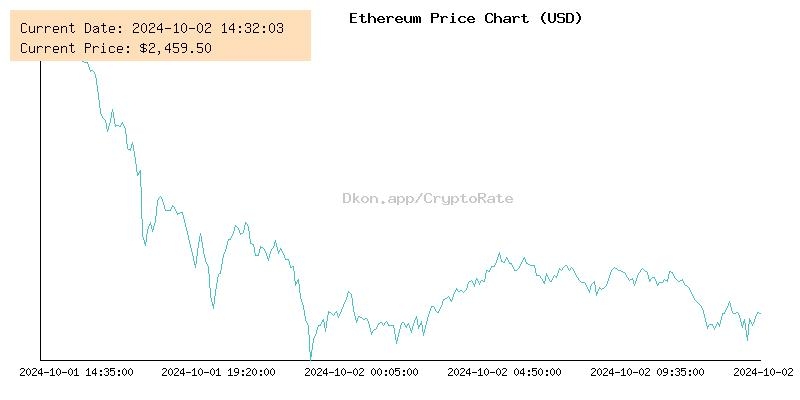 Ethereum Price Chart (USD)
Current Date: 2024-10-02 14:32:03
Current Price: $2,459.50
Dkon.app/CryptoRate
2024-10-01 14:35:00 2024-10-01 19:20:00 2024-10-02 00:05:00 2024-10-02 04:50:00 2024-10-02 09:35:00 2024-10-02